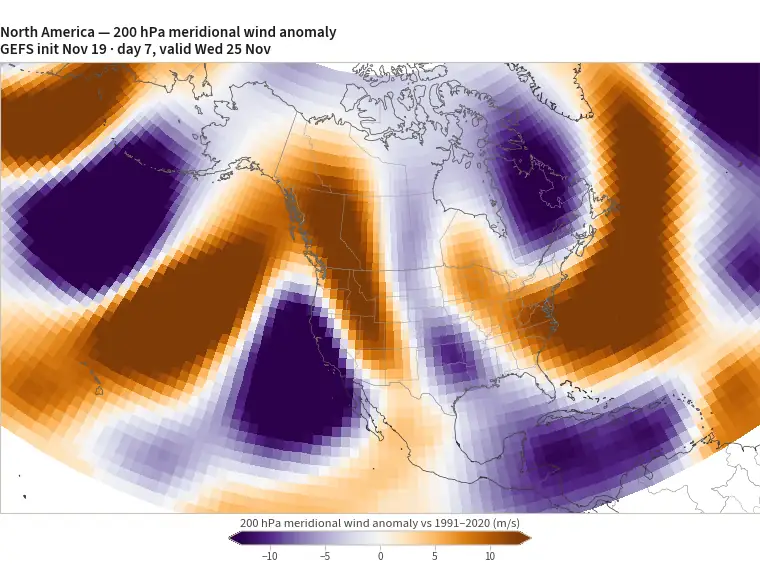 North America — 200 hPa meridional wind anomaly
GEFS init Nov 19 · day 7, valid Wed 25 Nov
200 hPa meridional wind anomaly vs 1991–2020 (m/s)
−10 −5 0 5 10